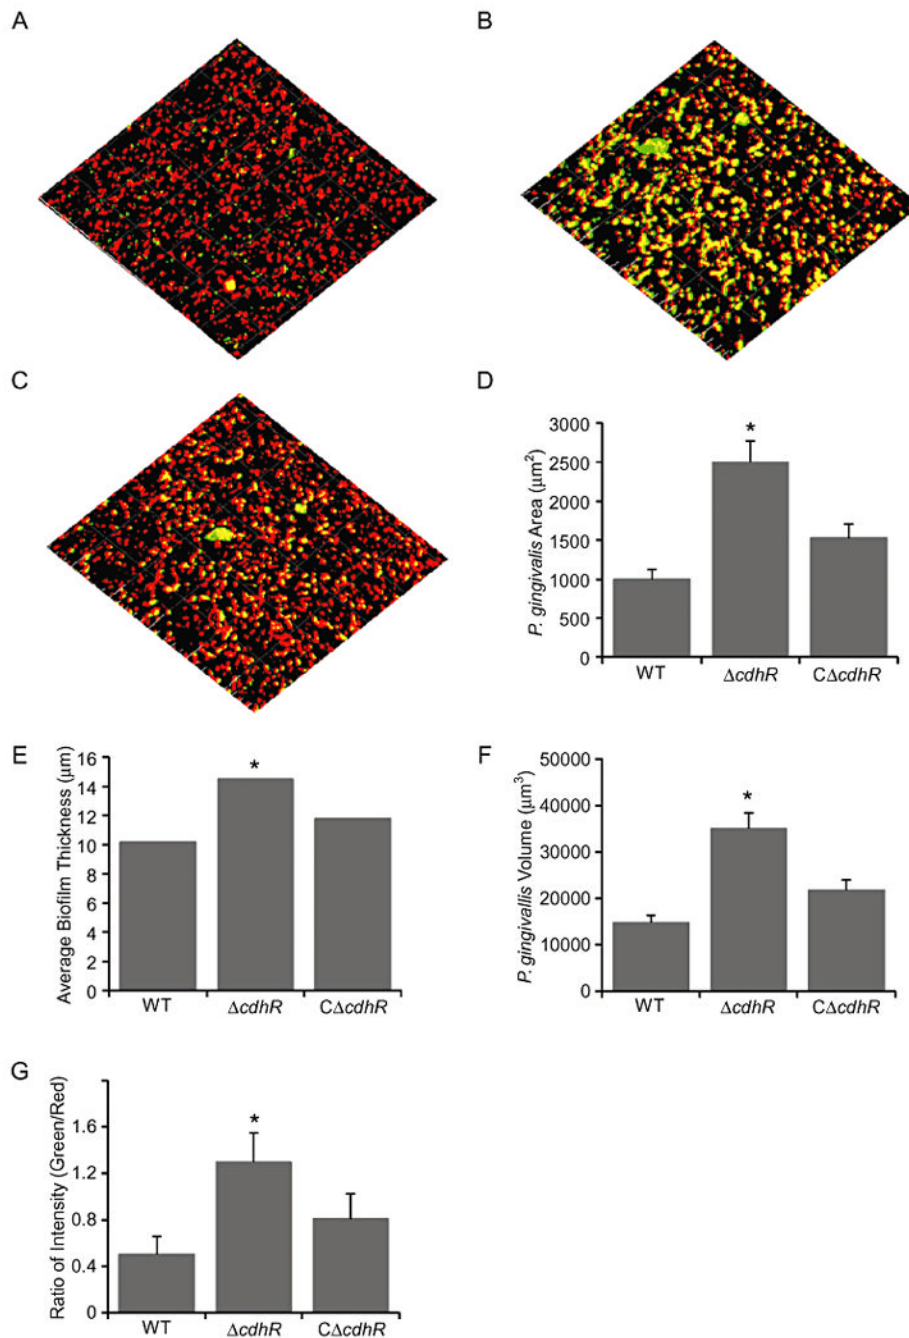 A
B
C
D
P. gingivalis Area (μm²)
3000
2500
2000
1500
1000
500
0
WT
ΔcdhR
CΔcdhR
E
Average Biofilm Thickness (μm)
16
14
12
10
8
6
4
2
0
WT
ΔcdhR
CΔcdhR
*
F
P. gingivallis Volume (μm³)
50000
40000
30000
20000
10000
0
WT
ΔcdhR
CΔcdhR
*
*
G
Ratio of Intensity (Green/Red)
1.6
1.2
0.8
0.4
0
WT
ΔcdhR
CΔcdhR
*